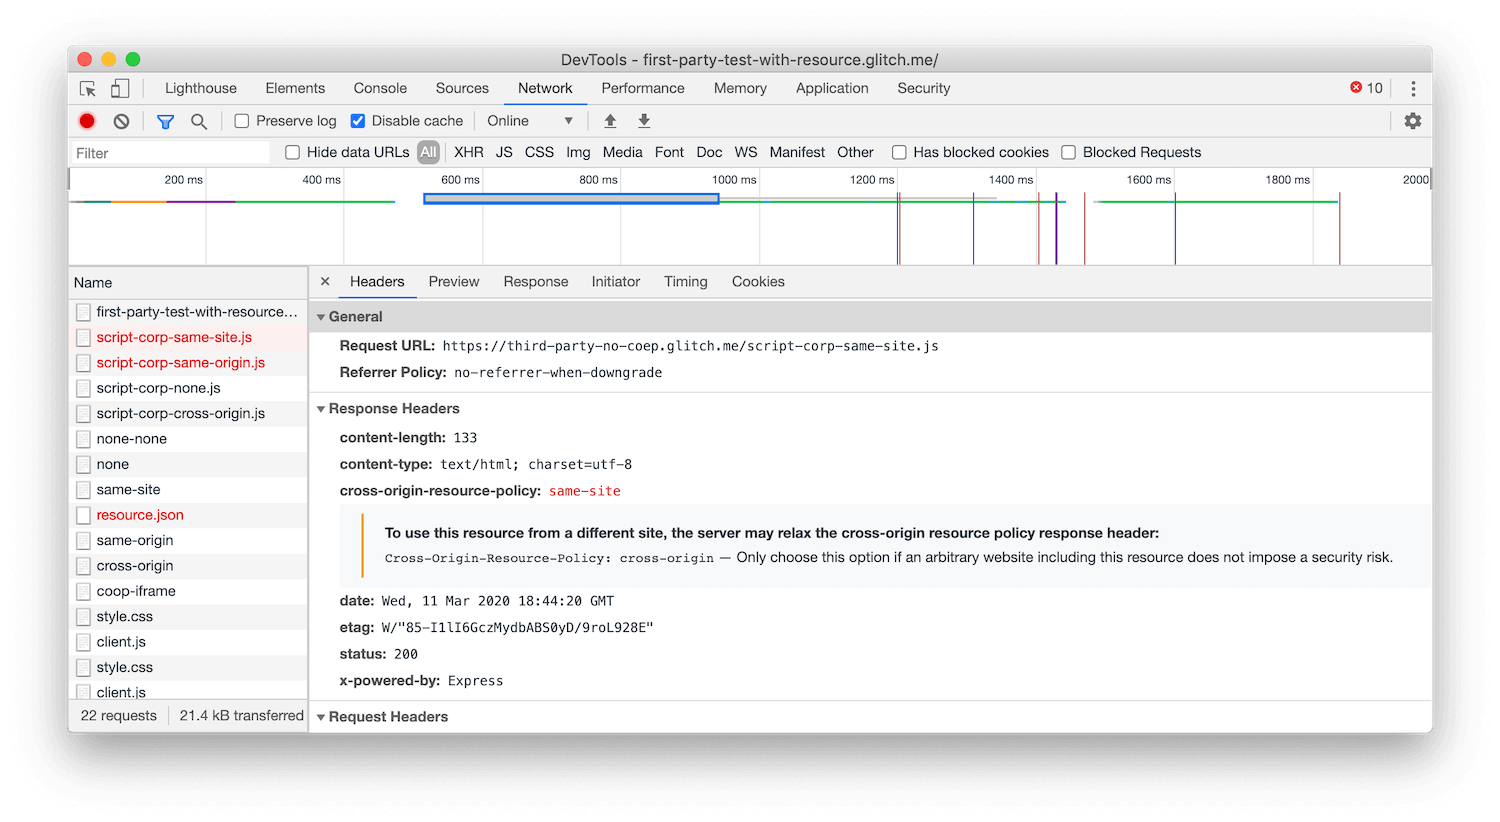 DevTools - first-party-test-with-resource.glitch.me/
Lighthouse Elements Console Sources Network Performance Memory Application Security 10
Preserve log Disable cache Online
Filter Hide data URLs All XHR JS CSS Img Media Font Doc WS Manifest Other Has blocked cookies Blocked Requests
200 ms 400 ms 600 ms 800 ms 1000 ms 1200 ms 1400 ms 1600 ms 1800 ms 2000
Name
first-party-test-with-resource…
script-corp-same-site.js
script-corp-same-origin.js
script-corp-none.js
script-corp-cross-origin.js
none-none
none
same-site
resource.json
same-origin
cross-origin
coop-iframe
style.css
client.js
style.css
client.js
22 requests 21.4 kB transferred
× Headers Preview Response Initiator Timing Cookies
General
Request URL: https://third-party-no-coep.glitch.me/script-corp-same-site.js
Referrer Policy: no-referrer-when-downgrade
Response Headers
content-length: 133
content-type: text/html; charset=utf-8
cross-origin-resource-policy: same-site
To use this resource from a different site, the server may relax the cross-origin resource policy response header:
Cross-Origin-Resource-Policy: cross-origin — Only choose this option if an arbitrary website including this resource does not impose a security risk.
date: Wed, 11 Mar 2020 18:44:20 GMT
etag: W/"85-I1lI6GczMydbABS0yD/9roL928E"
status: 200
x-powered-by: Express
Request Headers